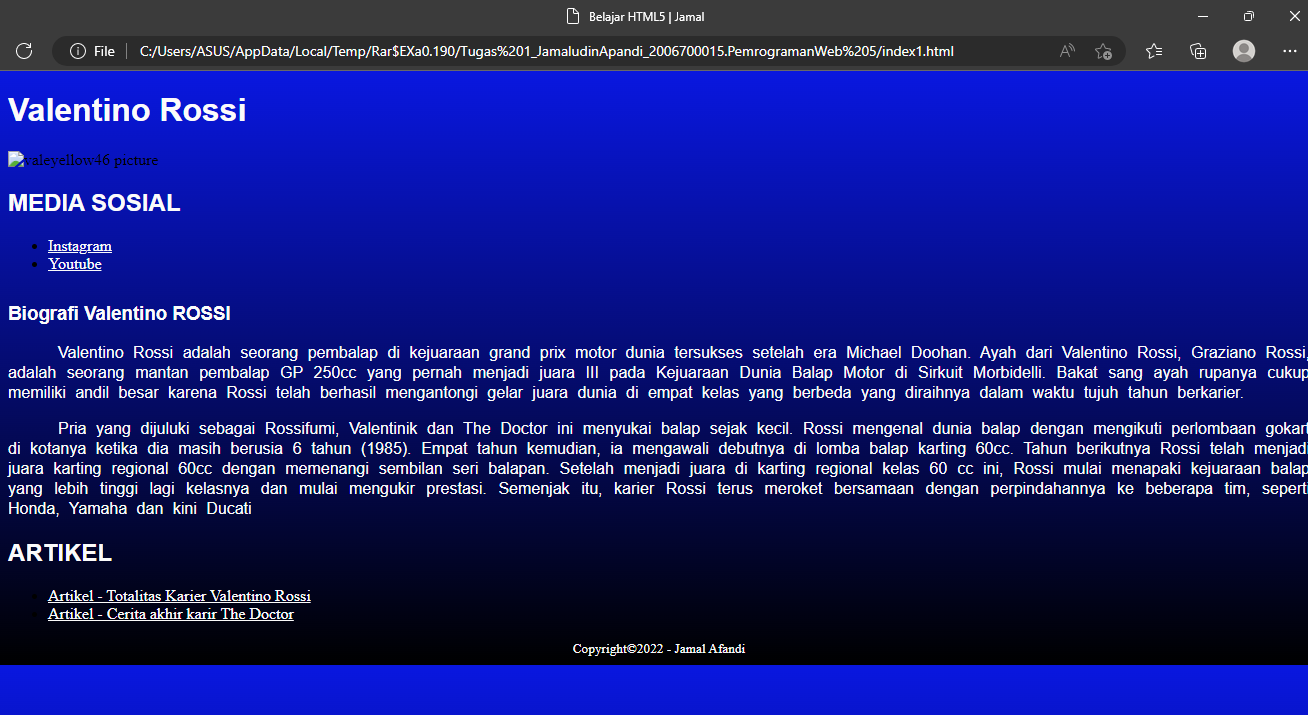 Belajar HTML5 | Jamal
File
C:/Users/ASUS/AppData/Local/Temp/Rar$EXa0.190/Tugas%201_JamaludinApandi_2006700015.PemrogramanWeb%205/index1.html
Valentino Rossi
valeyellow46 picture
MEDIA SOSIAL
Instagram
Youtube
Biografi Valentino ROSSI
Valentino Rossi adalah seorang pembalap di kejuaraan grand prix motor dunia tersukses setelah era Michael Doohan. Ayah dari Valentino Rossi, Graziano Rossi,
adalah seorang mantan pembalap GP 250cc yang pernah menjadi juara III pada Kejuaraan Dunia Balap Motor di Sirkuit Morbidelli. Bakat sang ayah rupanya cukup
memiliki andil besar karena Rossi telah berhasil mengantongi gelar juara dunia di empat kelas yang berbeda yang diraihnya dalam waktu tujuh tahun berkarier.
Pria yang dijuluki sebagai Rossifumi, Valentinik dan The Doctor ini menyukai balap sejak kecil. Rossi mengenal dunia balap dengan mengikuti perlombaan gokart
di kotanya ketika dia masih berusia 6 tahun (1985). Empat tahun kemudian, ia mengawali debutnya di lomba balap karting 60cc. Tahun berikutnya Rossi telah menjadi
juara karting regional 60cc dengan memenangi sembilan seri balapan. Setelah menjadi juara di karting regional kelas 60 cc ini, Rossi mulai menapaki kejuaraan balap
yang lebih tinggi lagi kelasnya dan mulai mengukir prestasi. Semenjak itu, karier Rossi terus meroket bersamaan dengan perpindahannya ke beberapa tim, seperti
Honda, Yamaha dan kini Ducati
ARTIKEL
Artikel - Totalitas Karier Valentino Rossi
Artikel - Cerita akhir karir The Doctor
Copyright©2022 - Jamal Afandi